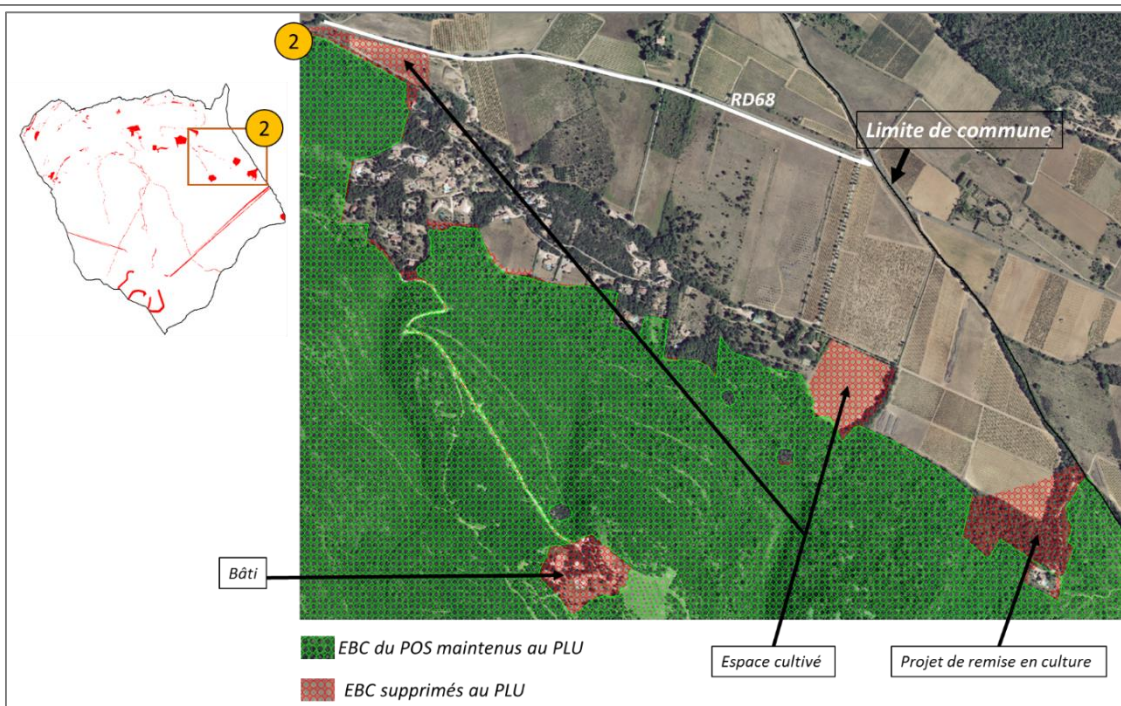 2
2
RD68
Limite de commune
Bâti
EBC du POS maintenus au PLU
EBC supprimés au PLU
Espace cultivé
Projet de remise en culture